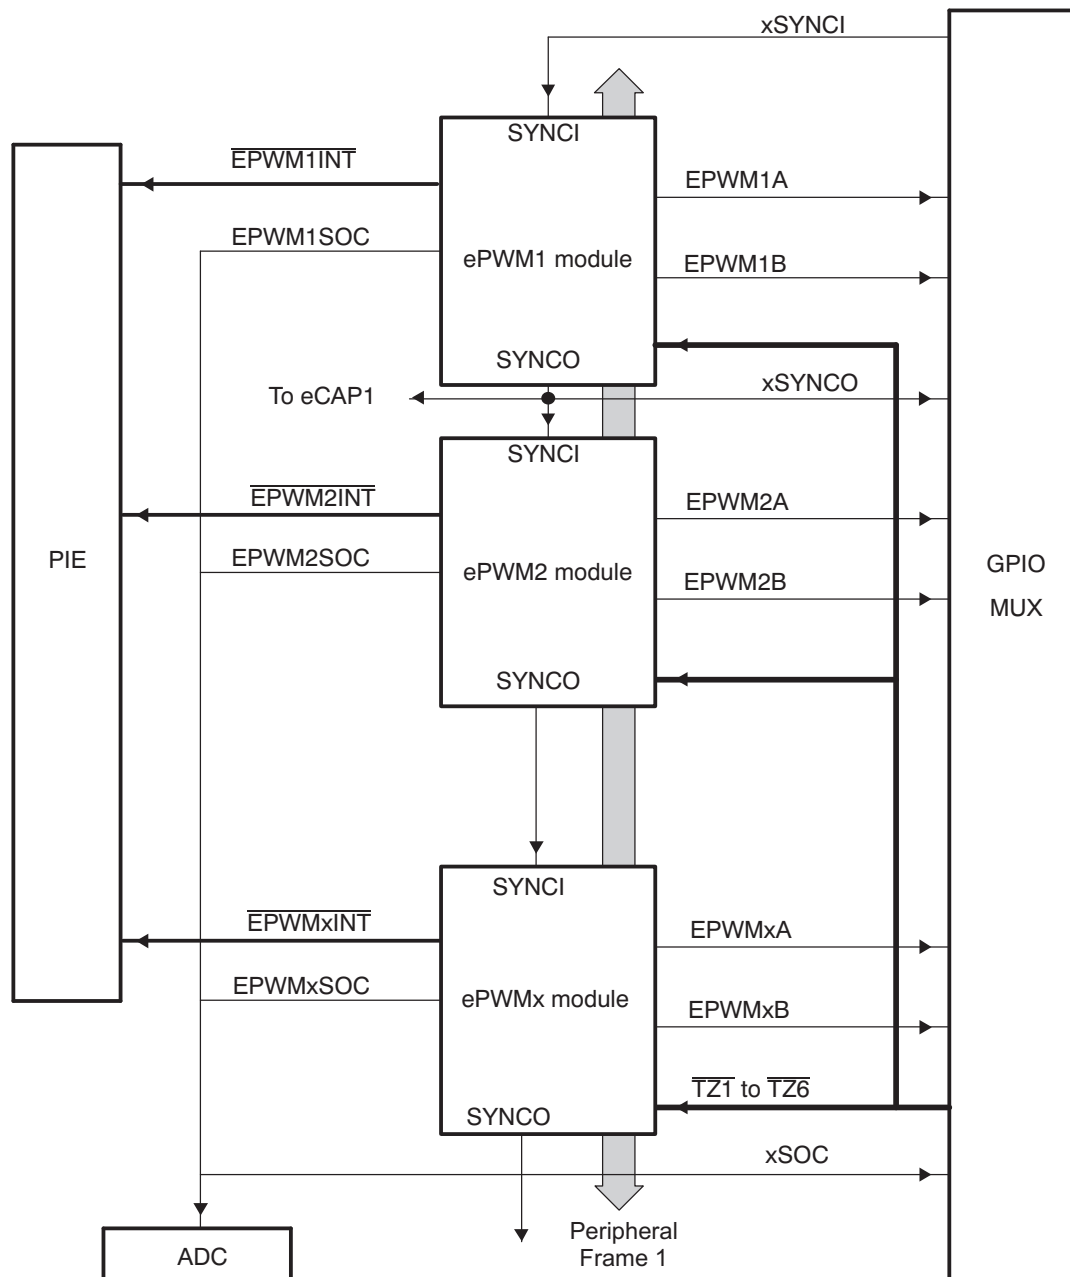 xSYNCI
SYNCI
EPWM1INT
EPWM1A
EPWM1SOC
ePWM1 module
EPWM1B
SYNCO
To eCAP1
xSYNCO
SYNCI
EPWM2INT
EPWM2A
PIE
EPWM2SOC
ePWM2 module
EPWM2B
GPIO
MUX
SYNCO
SYNCI
EPWMxINT
EPWMxA
EPWMxSOC
ePWMx module
EPWMxB
TZ1 to TZ6
SYNCO
xSOC
Peripheral
Frame 1
ADC